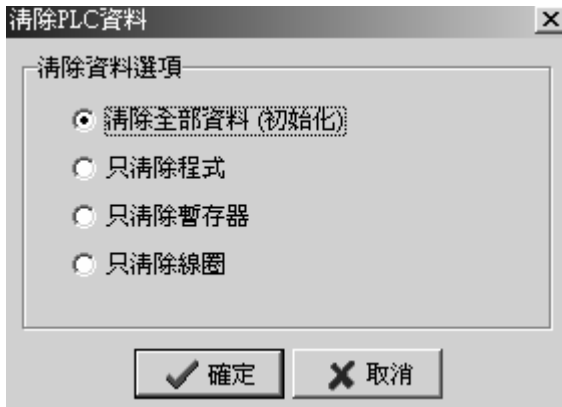 清除PLC資料
清除資料選項
清除全部資料 (初始化)
只清除程式
只清除暫存器
只清除線圈
確定
取消